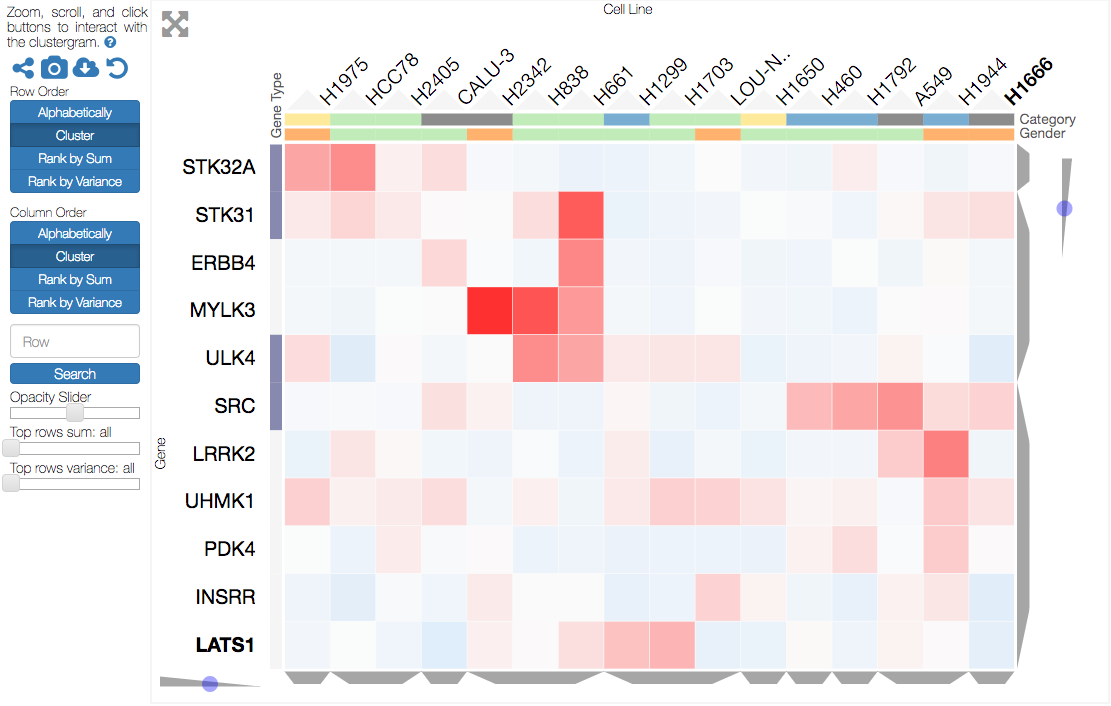 Zoom, scroll, and click
buttons to interact with
the clustergram. ?
Row Order
Alphabetically
Cluster
Rank by Sum
Rank by Variance
Column Order
Alphabetically
Cluster
Rank by Sum
Rank by Variance
Row
Search
Opacity Slider
Top rows sum: all
Top rows variance: all
Cell Line
H1975
HCC78
H2405
CALU-3
H2342
H838
H661
H1299
H1703
LOU-N..
H1650
H460
H1792
A549
H1944
H1666
Gene Type
Category
Gender
Gene
STK32A
STK31
ERBB4
MYLK3
ULK4
SRC
LRRK2
UHMK1
PDK4
INSRR
LATS1